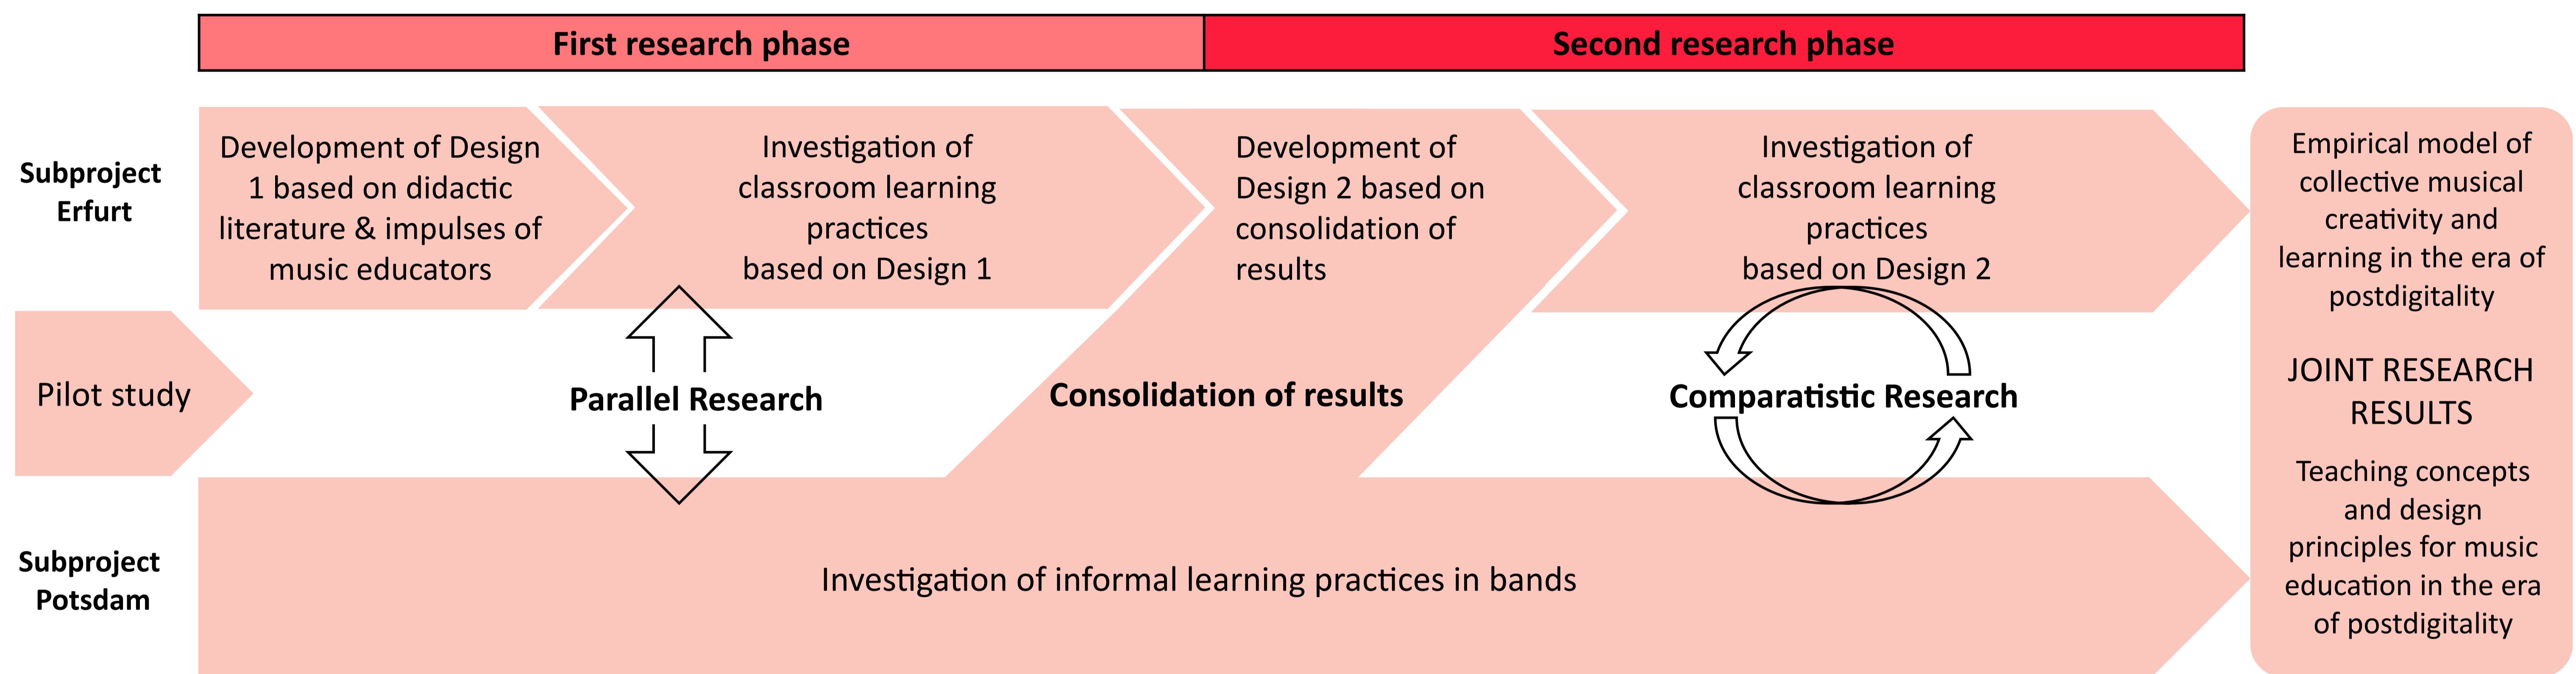 First research phase
Second research phase
Subproject
Erfurt
Development of Design
1 based on didactic
literature & impulses of
music educators
Investigation of
classroom learning
practices
based on Design 1
Development of
Design 2 based on
consolidation of
results
Investigation of
classroom learning
practices
based on Design 2
Pilot study
Parallel Research
Consolidation of results
Comparatistic Research
Subproject
Potsdam
Investigation of informal learning practices in bands
Empirical model of
collective musical
creativity and
learning in the era of
postdigitality
JOINT RESEARCH
RESULTS
Teaching concepts
and design
principles for music
education in the era
of postdigitality